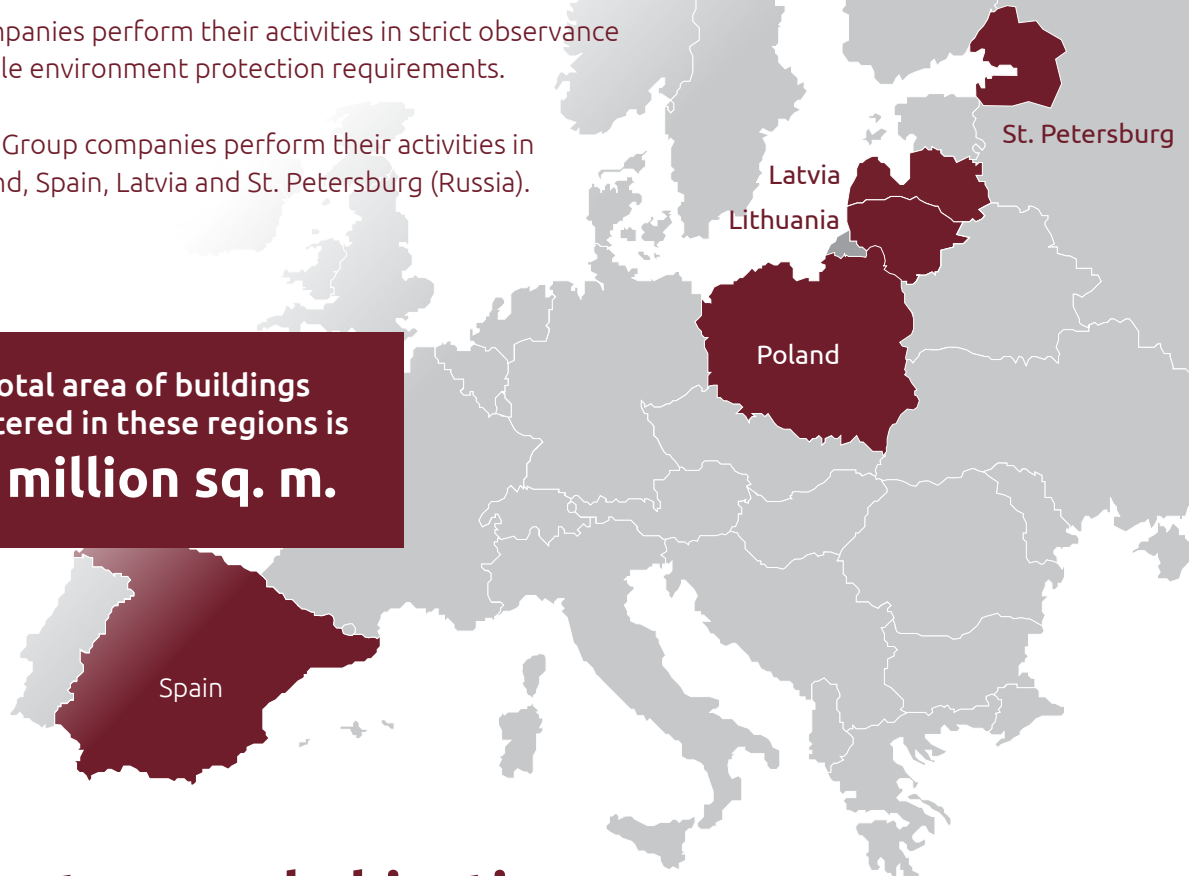 mpanies perform their activities in strict observance
le environment protection requirements.
Group companies perform their activities in
nd, Spain, Latvia and St. Petersburg (Russia).
St. Petersburg
Latvia
Lithuania
Poland
otal area of buildings
tered in these regions is
million sq. m.
Spain